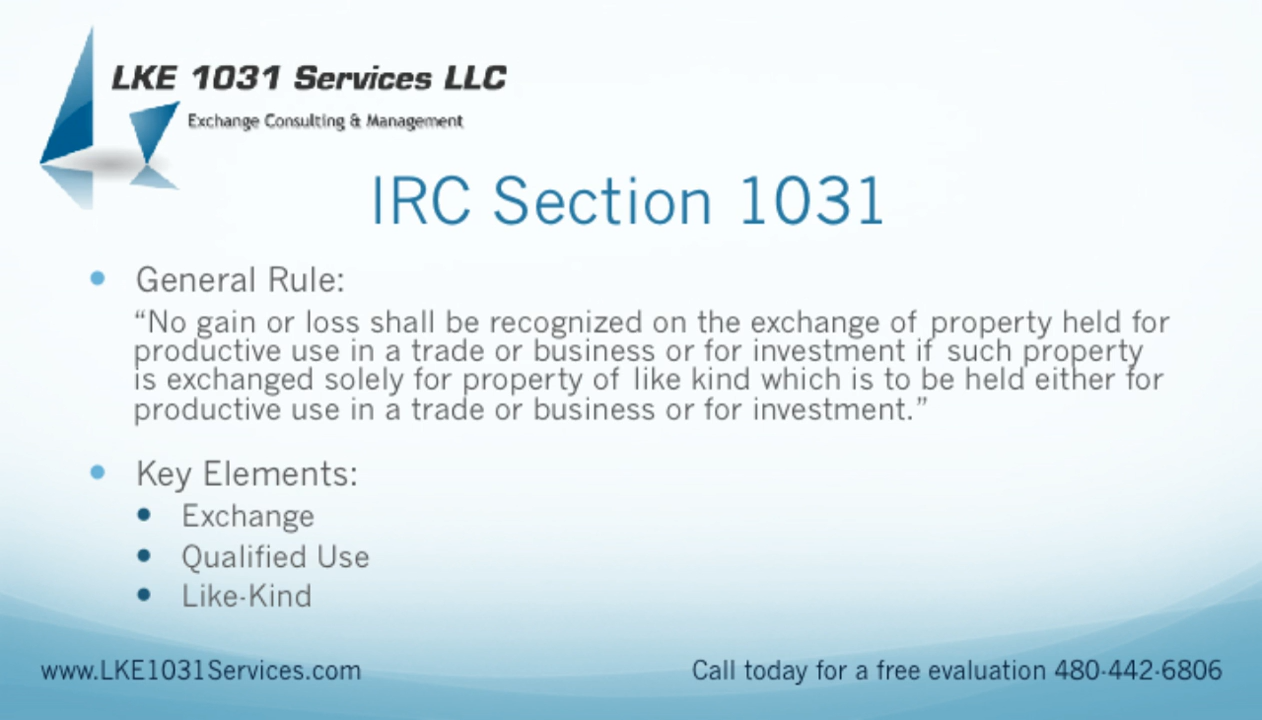 LKE 1031 Services LLC
Exchange Consulting & Management
IRC Section 1031
General Rule:
“No gain or loss shall be recognized on the exchange of property held for
productive use in a trade or business or for investment if such property
is exchanged solely for property of like kind which is to be held either for
productive use in a trade or business or for investment.”
Key Elements:
Exchange
Qualified Use
Like-Kind
www.LKE1031Services.com
Call today for a free evaluation 480-442-6806